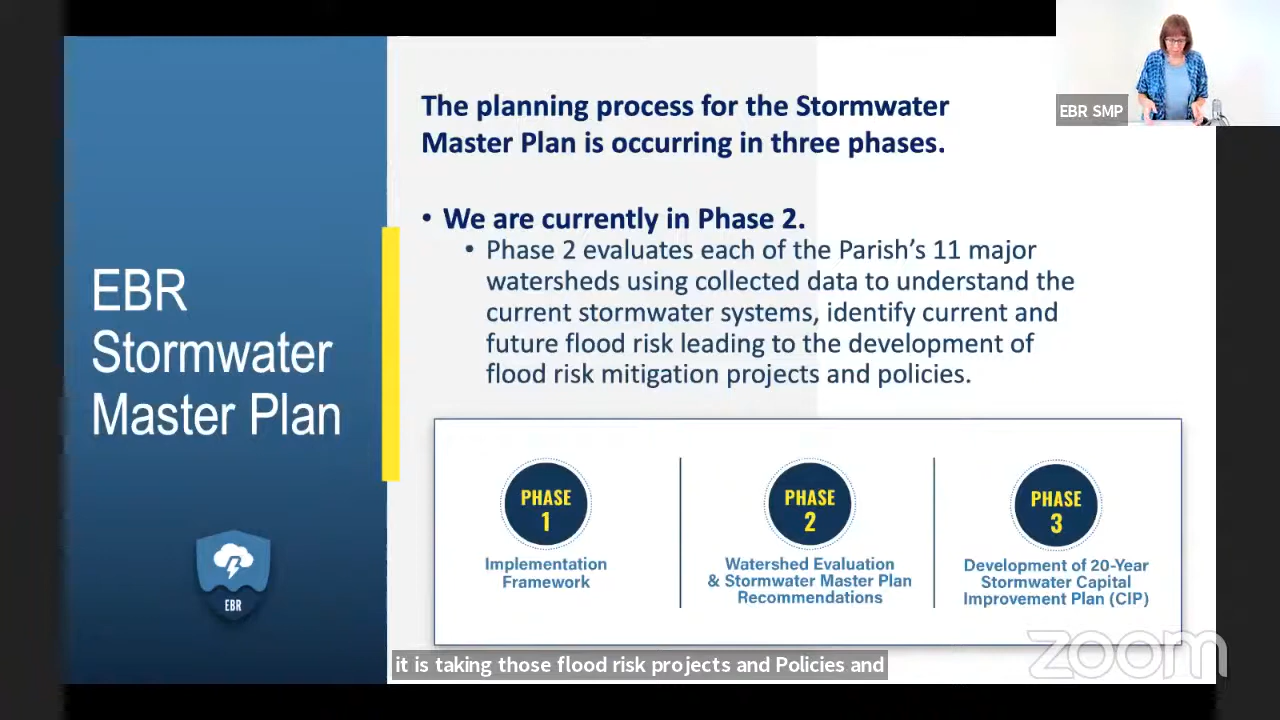 EBR SMP
The planning process for the Stormwater
Master Plan is occurring in three phases.
• We are currently in Phase 2.
• Phase 2 evaluates each of the Parish's 11 major
watersheds using collected data to understand the
current stormwater systems, identify current and
future flood risk leading to the development of
flood risk mitigation projects and policies.
EBR
Stormwater
Master Plan
EBR
PHASE
1
Implementation
Framework
PHASE
2
Watershed Evaluation
& Stormwater Master Plan
Recommendations
PHASE
3
Development of 20-Year
Stormwater Capital
Improvement Plan (CIP)
zoom
it is taking those flood risk projects and Policies and